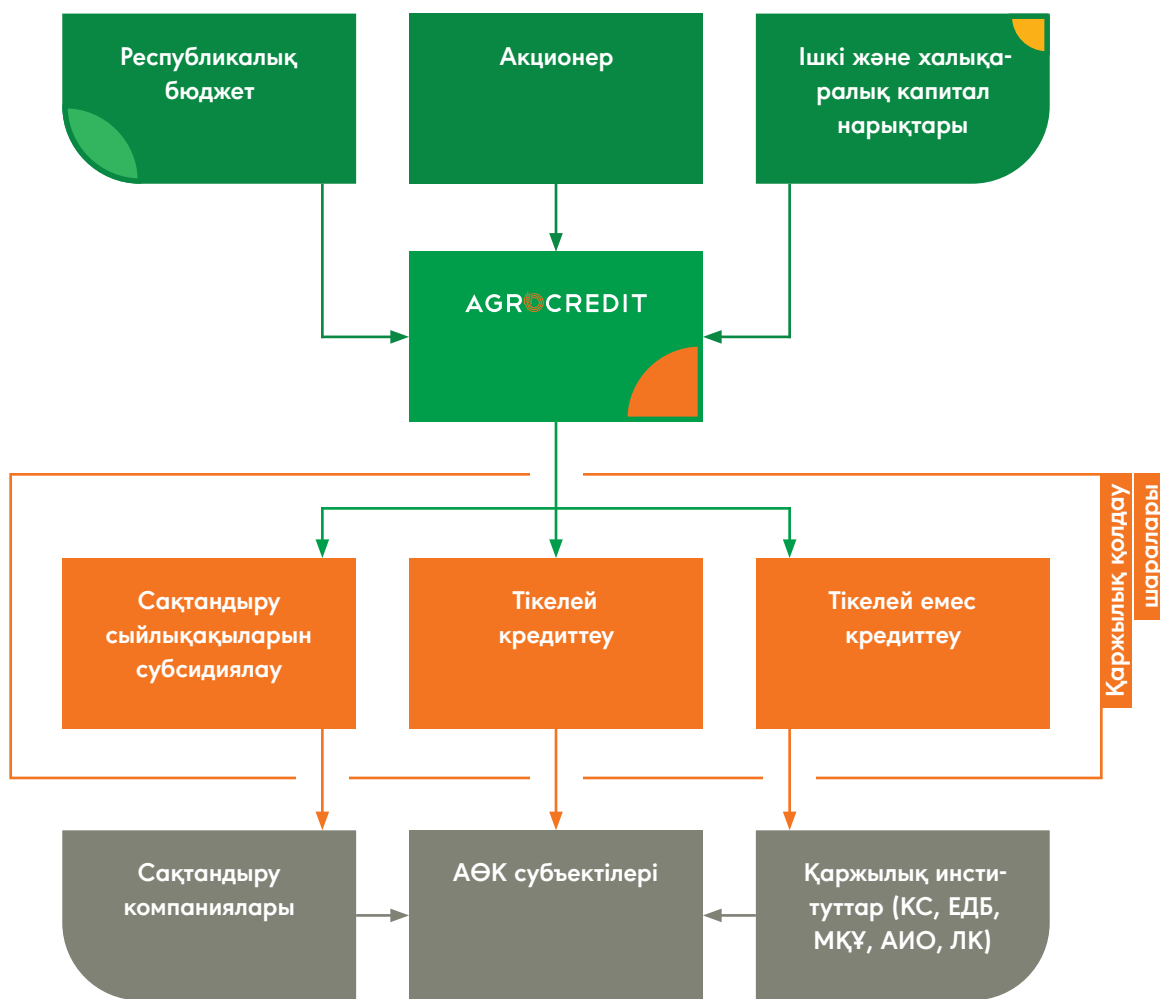 Республикалық
бюджет
Акционер
Ішкі және халықа-
ралық капитал
нарықтары
AGROCREDIT
Қаржылық қолдау
шаралары
Сақтандыру
сыйлықақыларын
субсидиялау
Тікелей
кредиттеу
Тікелей емес
кредиттеу
Сақтандыру
компаниялары
АӨК субъектілері
Қаржылық инсти-
туттар (КС, ЕДБ,
МҚҰ, АИО, ЛК)